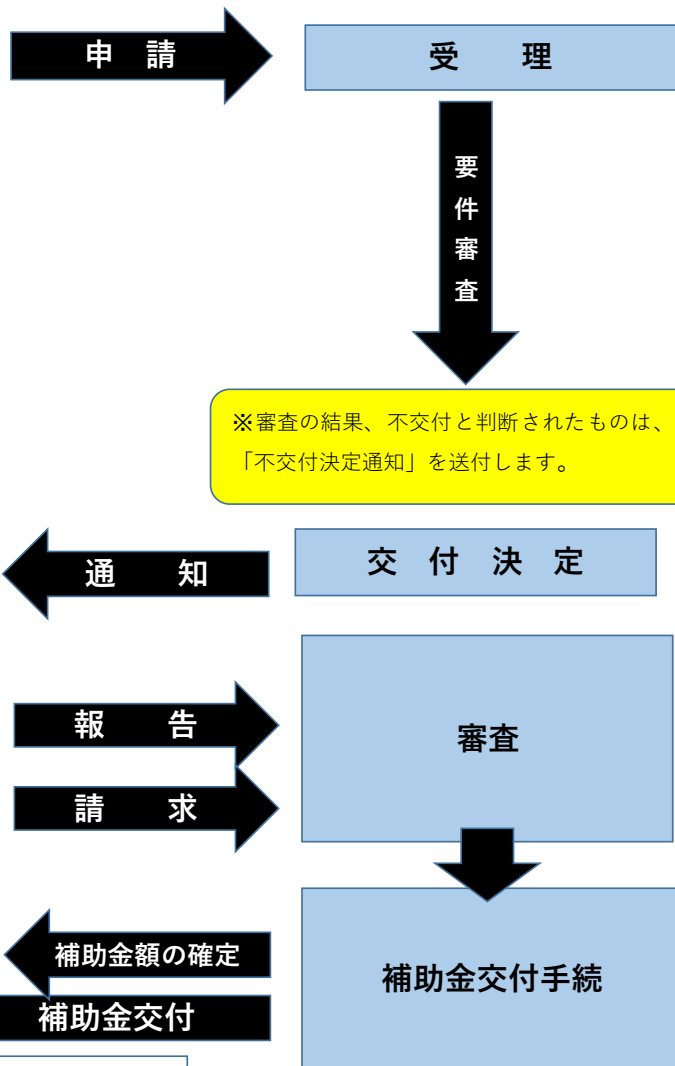 申 請
受 理
要件審査
※審査の結果、不交付と判断されたものは、
「不交付決定通知」を送付します。
通 知
交 付 決 定
報 告
審査
請 求
補助金額の確定
補助金交付手続
補助金交付